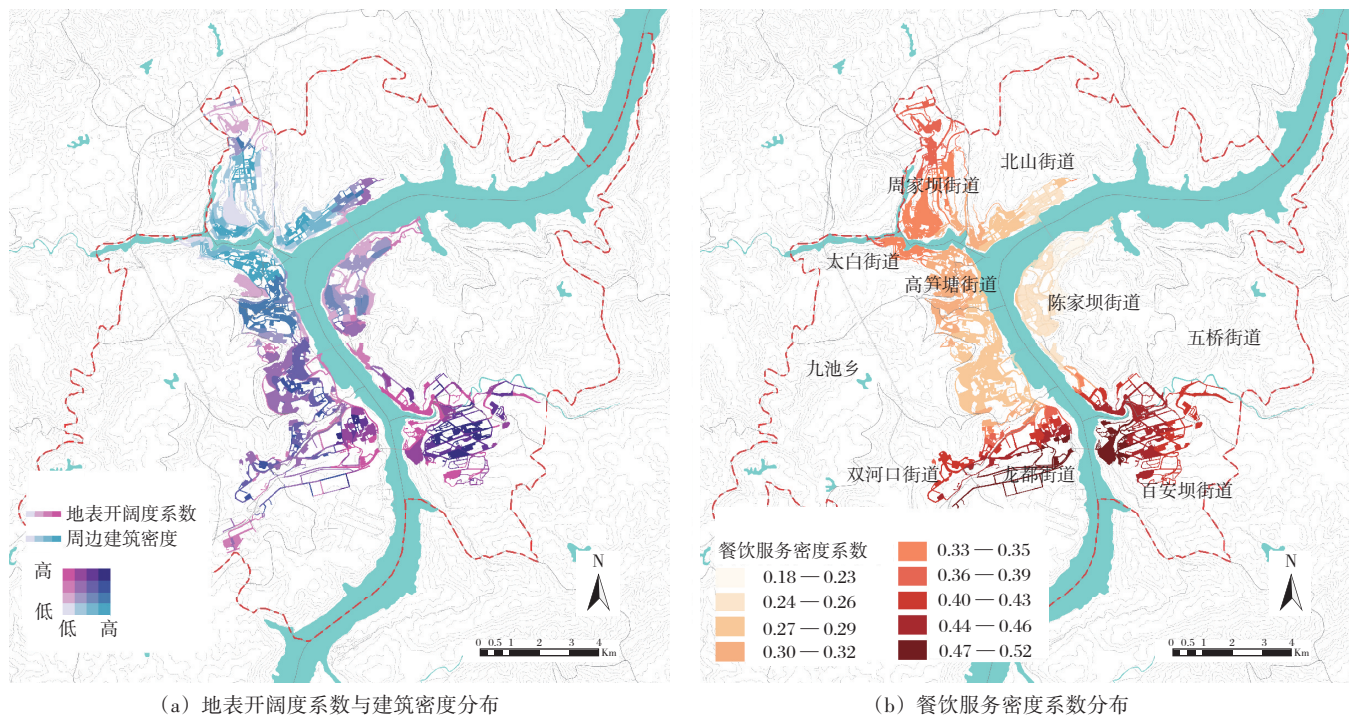 地表开阔度系数
周边建筑密度
高
低
低 高
N
0 0.5 1 2 3 4
Km
(a) 地表开阔度系数与建筑密度分布
北山街道
周家坝街道
太白街道
高笋塘街道
陈家坝街道
五桥街道
九池乡
双河口街道
龙都街道
百安坝街道
餐饮服务密度系数
0.18 — 0.23
0.24 — 0.26
0.27 — 0.29
0.30 — 0.32
0.33 — 0.35
0.36 — 0.39
0.40 — 0.43
0.44 — 0.46
0.47 — 0.52
N
0 0.5 1 2 3 4
Km
(b) 餐饮服务密度系数分布